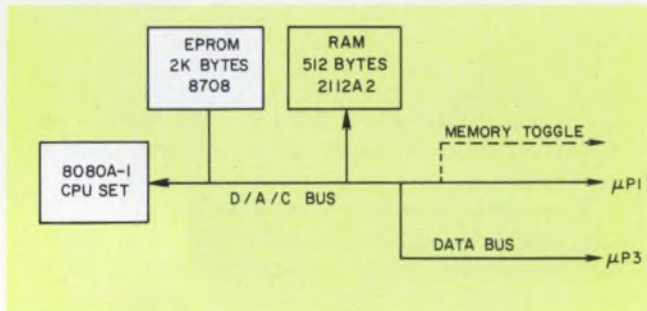 EPROM
2K BYTES
8708
RAM
512 BYTES
2112A2
MEMORY TOGGLE
8080A-1
CPU SET
D/A/C BUS
μP1
DATA BUS
μP3